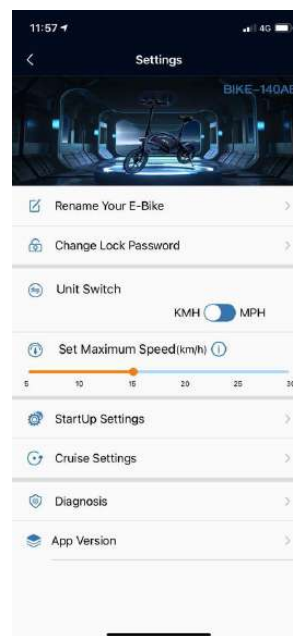 11:57 4G
Settings
BIKE-140AE
Rename Your E-Bike
Change Lock Password
Unit Switch
KMH MPH
Set Maximum Speed(km/h)
5 10 15 20 25 30
StartUp Settings
Cruise Settings
Diagnosis
App Version